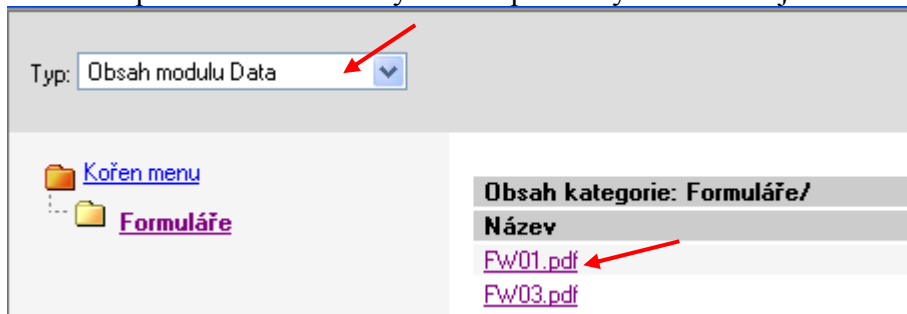 Typ: Obsah modulu Data
Kořen menu
Formuláře
Obsah kategorie: Formuláře/
Název
FW01.pdf
FW03.pdf